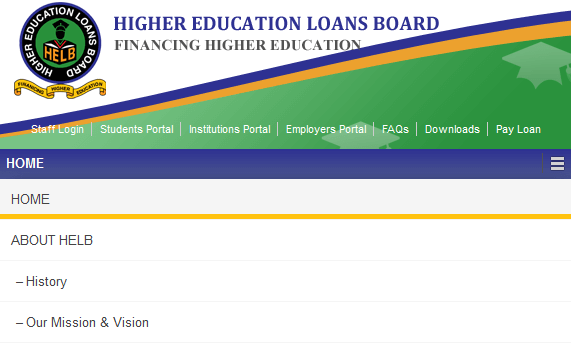 HIGHER EDUCATION LOANS BOARD
HELB
FINANCING HIGHER EDUCATION
HIGHER EDUCATION LOANS BOARD
FINANCING HIGHER EDUCATION
Staff Login Students Portal Institutions Portal Employers Portal FAQs Downloads Pay Loan
HOME
HOME
ABOUT HELB
– History
– Our Mission & Vision